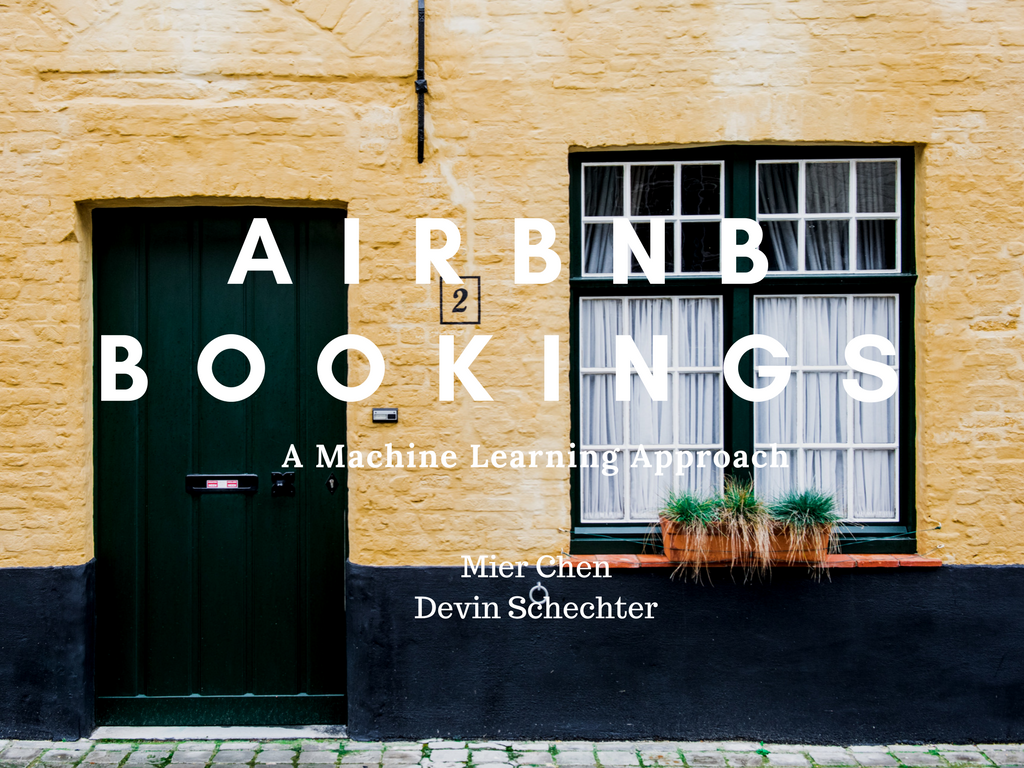 AIRBNB
2
BOOKINGS
A Machine Learning Approach
Mier Chen
Devin Schechter